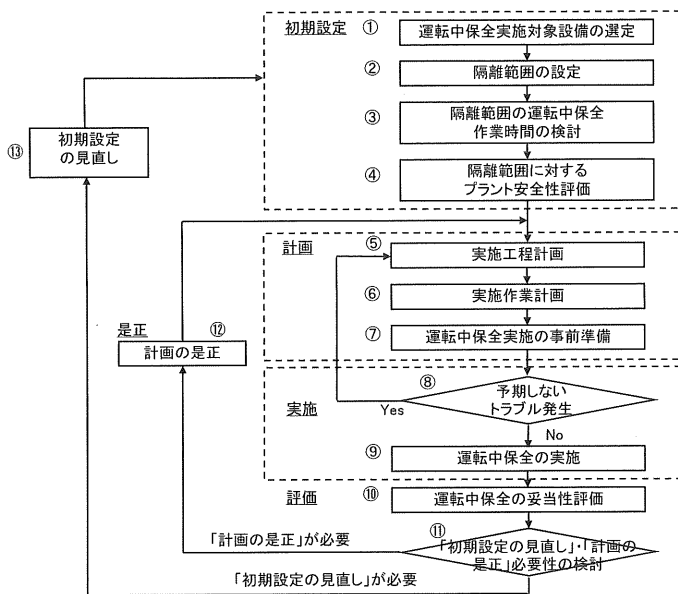 初期設定
①
運転中保全実施対象設備の選定
②
隔離範囲の設定
③
隔離範囲の運転中保全
作業時間の検討
④
隔離範囲に対する
プラント安全性評価
⑬
初期設定
の見直し
計画
⑤
実施工程計画
⑥
実施作業計画
⑦
運転中保全実施の事前準備
是正
⑫
計画の是正
⑧
予期しない
トラブル発生
Yes
No
実施
⑨
運転中保全の実施
評価
⑩
運転中保全の妥当性評価
⑪
「初期設定の見直し」・「計画の
是正」必要性の検討
「計画の是正」が必要
「初期設定の見直し」が必要